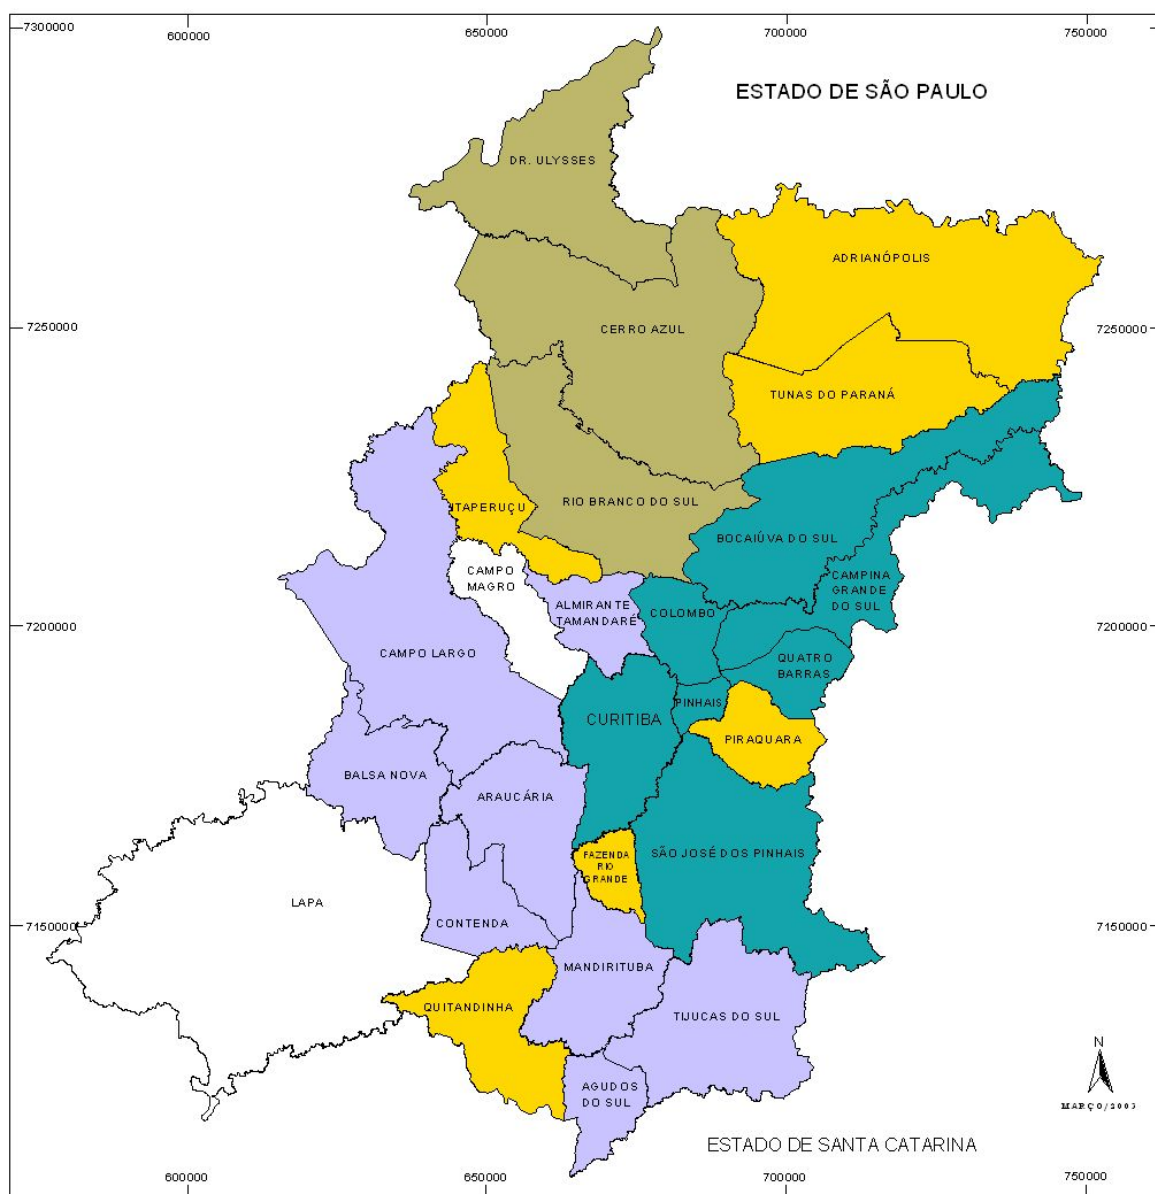 600000
650000
700000
750000
7300000
ESTADO DE SÃO PAULO
DR. ULYSSES
ADRIANÓPOLIS
7250000
CERRO AZUL
7250000
TUNAS DO PARANÁ
ITAPERUÇU
RIO BRANCO DO SUL
BOCAIÚVA DO SUL
CAMPO
MAGRO
CAMPINA
GRANDE
DO SUL
ALMIRANTE
TAMANDARÉ
COLOMBO
7200000
7200000
CAMPO LARGO
QUATRO
BARRAS
PINHAIS
CURITIBA
PIRAQUARA
BALSA NOVA
ARAUCÁRIA
FAZENDA
RIO
GRANDE
SÃO JOSÉ DOS PINHAIS
LAPA
CONTENDA
7150000
7150000
MANDIRITUBA
QUITANDINHA
TIJUCAS DO SUL
AGUDOS
DO SUL
N
MARÇO/2003
ESTADO DE SANTA CATARINA
600000
650000
700000
750000